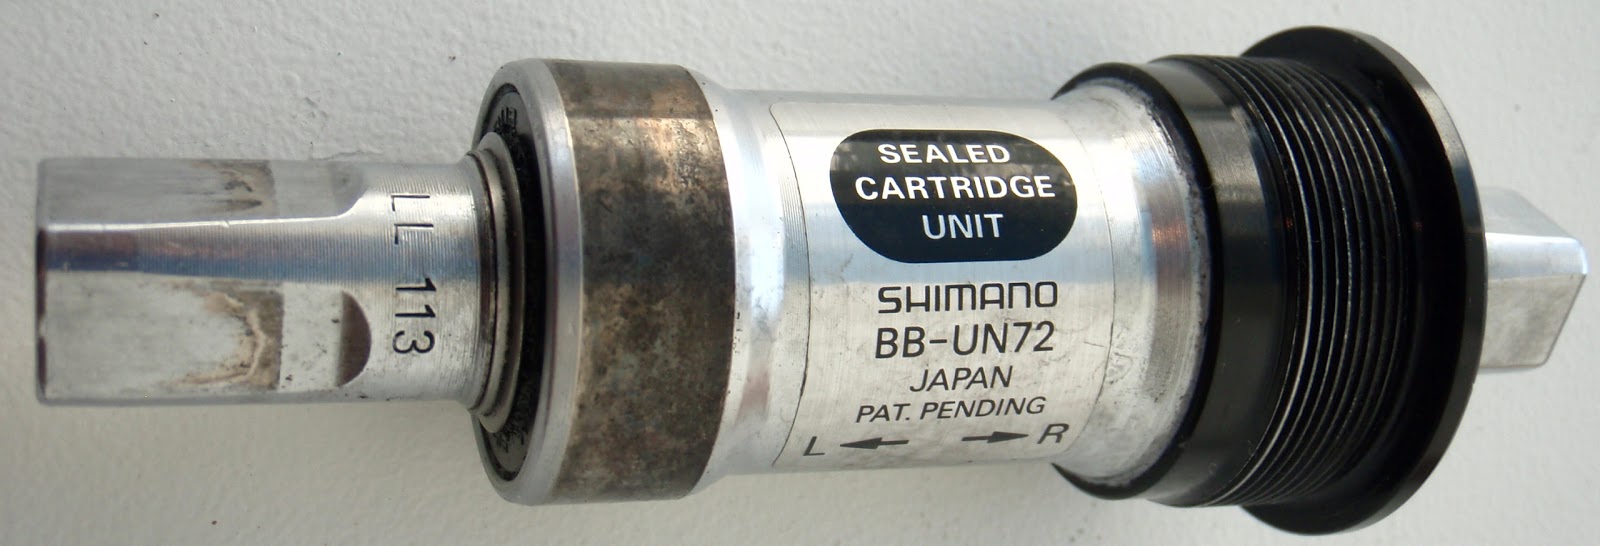 LL 113
SEALED
CARTRIDGE
UNIT
SHIMANO
BB-UN72
JAPAN
PAT. PENDING
L R